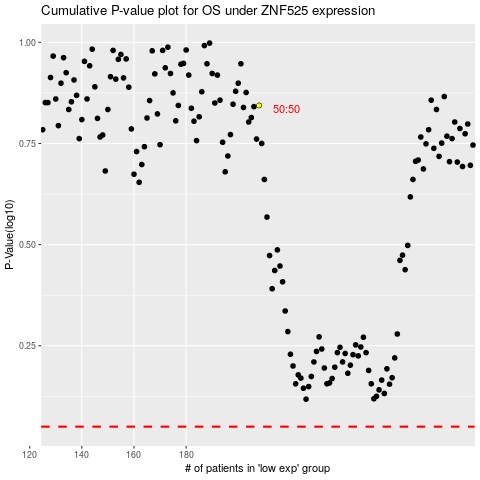 Cumulative P-value plot for OS under ZNF525 expression
1.00
50:50
0.75
P-Value(log10)
0.50
0.25
120 140 160 180
# of patients in 'low exp' group